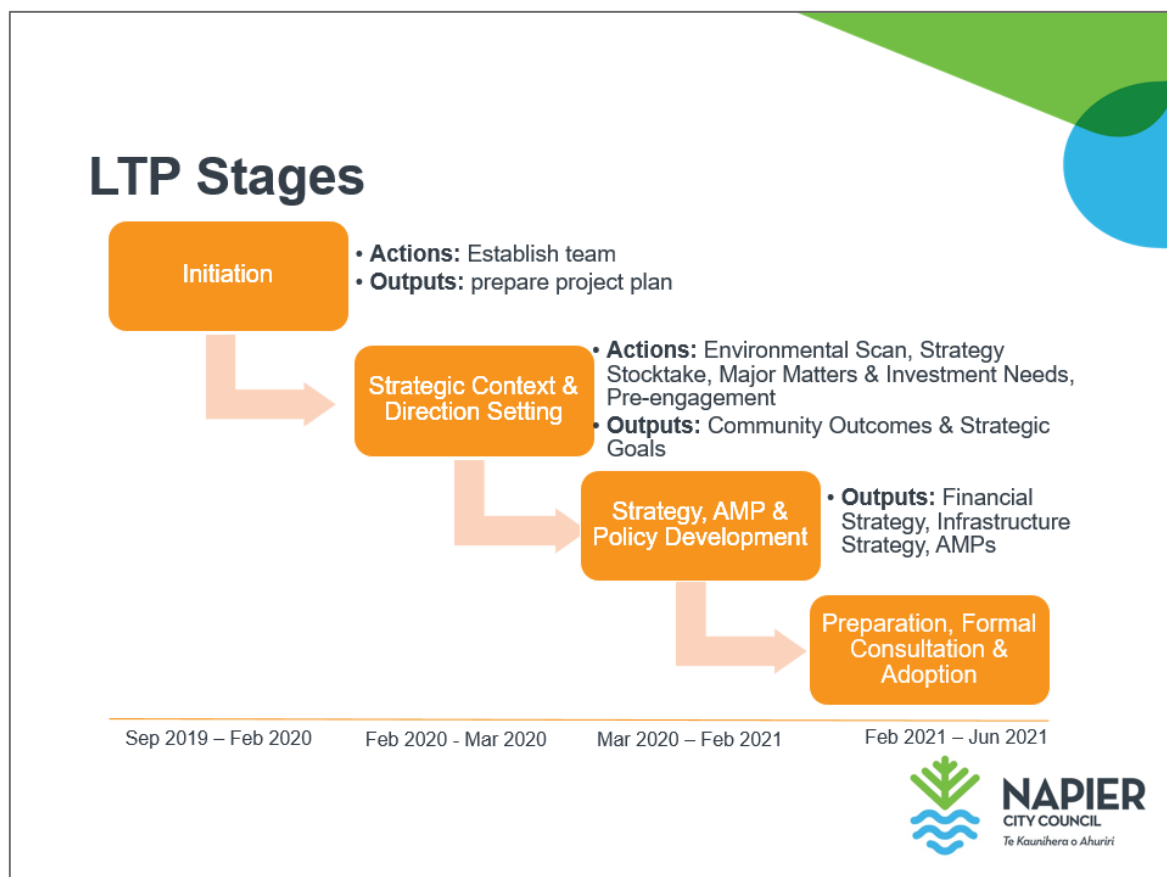 LTP Stages
Initiation
• Actions: Establish team
• Outputs: prepare project plan
Strategic Context &
Direction Setting
• Actions: Environmental Scan, Strategy
Stocktake, Major Matters & Investment Needs,
Pre-engagement
• Outputs: Community Outcomes & Strategic
Goals
Strategy, AMP &
Policy Development
• Outputs: Financial
Strategy, Infrastructure
Strategy, AMPs
Preparation, Formal
Consultation &
Adoption
Sep 2019 – Feb 2020
Feb 2020 - Mar 2020
Mar 2020 – Feb 2021
Feb 2021 – Jun 2021
NAPIER
CITY COUNCIL
Te Kaunihera o Ahuriri